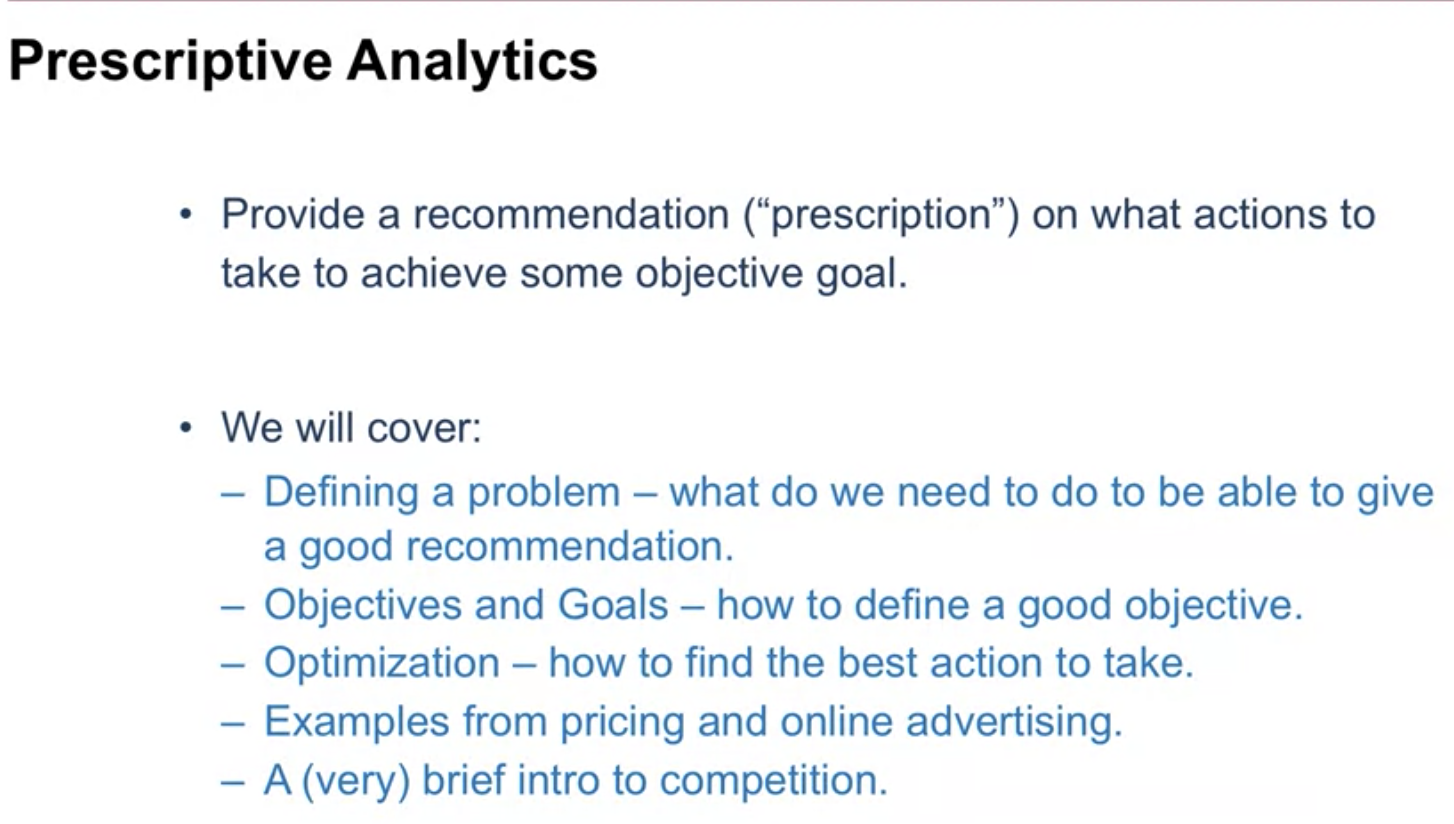 Prescriptive Analytics
• Provide a recommendation (“prescription”) on what actions to
take to achieve some objective goal.
• We will cover:
– Defining a problem – what do we need to do to be able to give
a good recommendation.
– Objectives and Goals – how to define a good objective.
– Optimization – how to find the best action to take.
– Examples from pricing and online advertising.
– A (very) brief intro to competition.